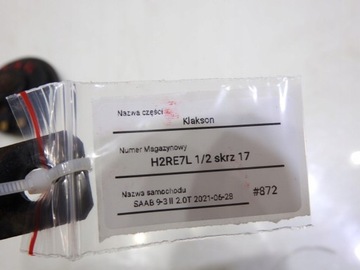 Nazwa części
Klakson
Numer Magazynowy
H2RE7L 1/2 skrz 17
Nazwa samochodu
SAAB 9-3 II 2.0T 2021-06-28
#872